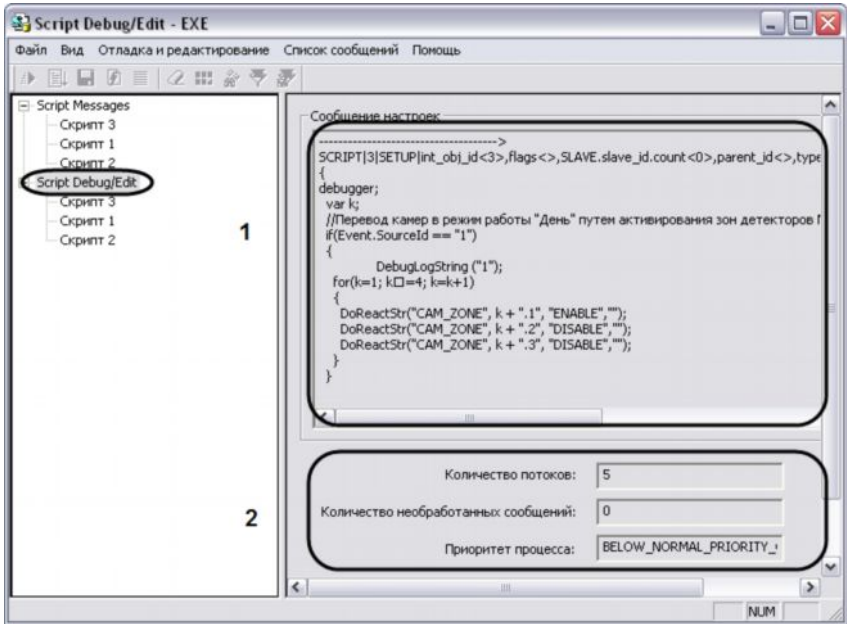 Script Debug/Edit - EXE
Файл Вид Отладка и редактирование Список сообщений Помощь
Script Messages
Скрипт 3
Скрипт 1
Скрипт 2
Script Debug/Edit
Скрипт 3
Скрипт 1
Скрипт 2
1
2
Сообщение настроек
------------------------------------->
SCRIPT|3|SETUP|int_obj_id<3>,flags<>,SLAVE.slave_id.count<0>,parent_id<>,type
{
debugger;
var k;
//Перевод камер в режим работы "День" путем активирования зон детекторов
if(Event.SourceId == "1")
{
DebugLogString ("1");
for(k=1; k□=4; k=k+1)
{
DoReactStr("CAM_ZONE", k + ".1", "ENABLE","");
DoReactStr("CAM_ZONE", k + ".2", "DISABLE","");
DoReactStr("CAM_ZONE", k + ".3", "DISABLE","");
}
}
Количество потоков: 5
Количество необработанных сообщений: 0
Приоритет процесса: BELOW_NORMAL_PRIORITY_
NUM